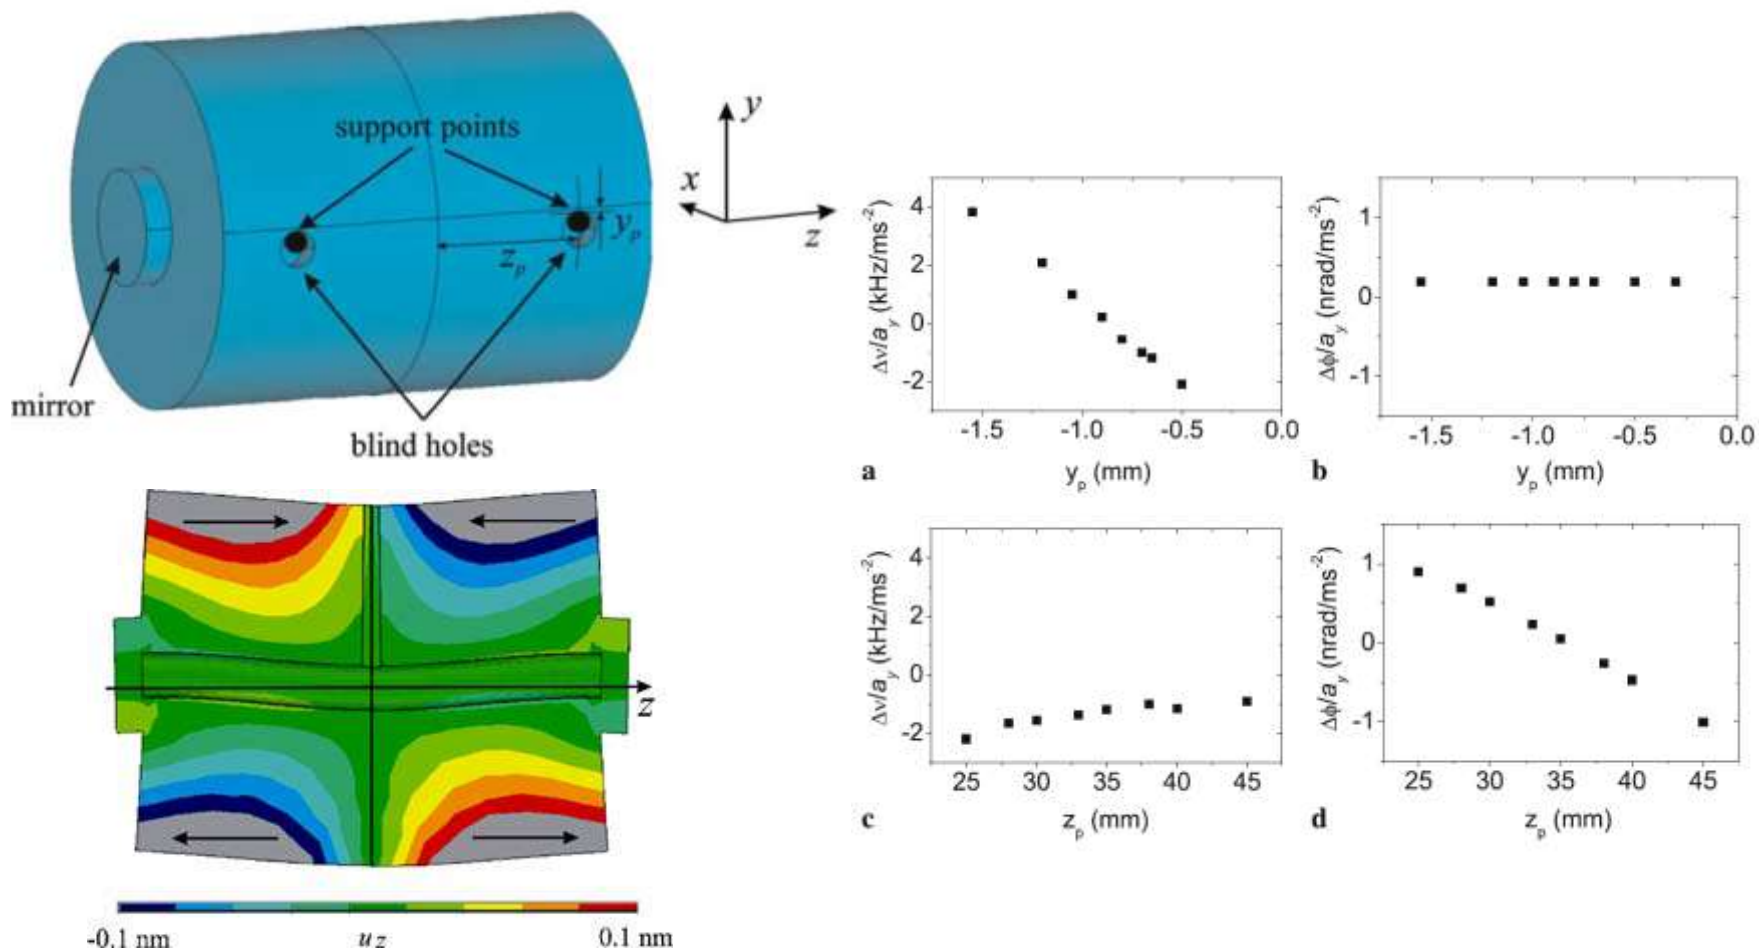 support points
y
x
z
y_p
z_p
mirror
blind holes
z
-0.1 nm u_z 0.1 nm
Δν/a_y (kHz/ms^-2)
4
2
0
-2
-1.5 -1.0 -0.5 0.0
a y_p (mm)
Δϕ/a_y (nrad/ms^-2)
1
0
-1
-1.5 -1.0 -0.5 0.0
b y_p (mm)
Δν/a_y (kHz/ms^-2)
4
2
0
-2
25 30 35 40 45
c z_p (mm)
Δϕ/a_y (nrad/ms^-2)
1
0
-1
25 30 35 40 45
d z_p (mm)